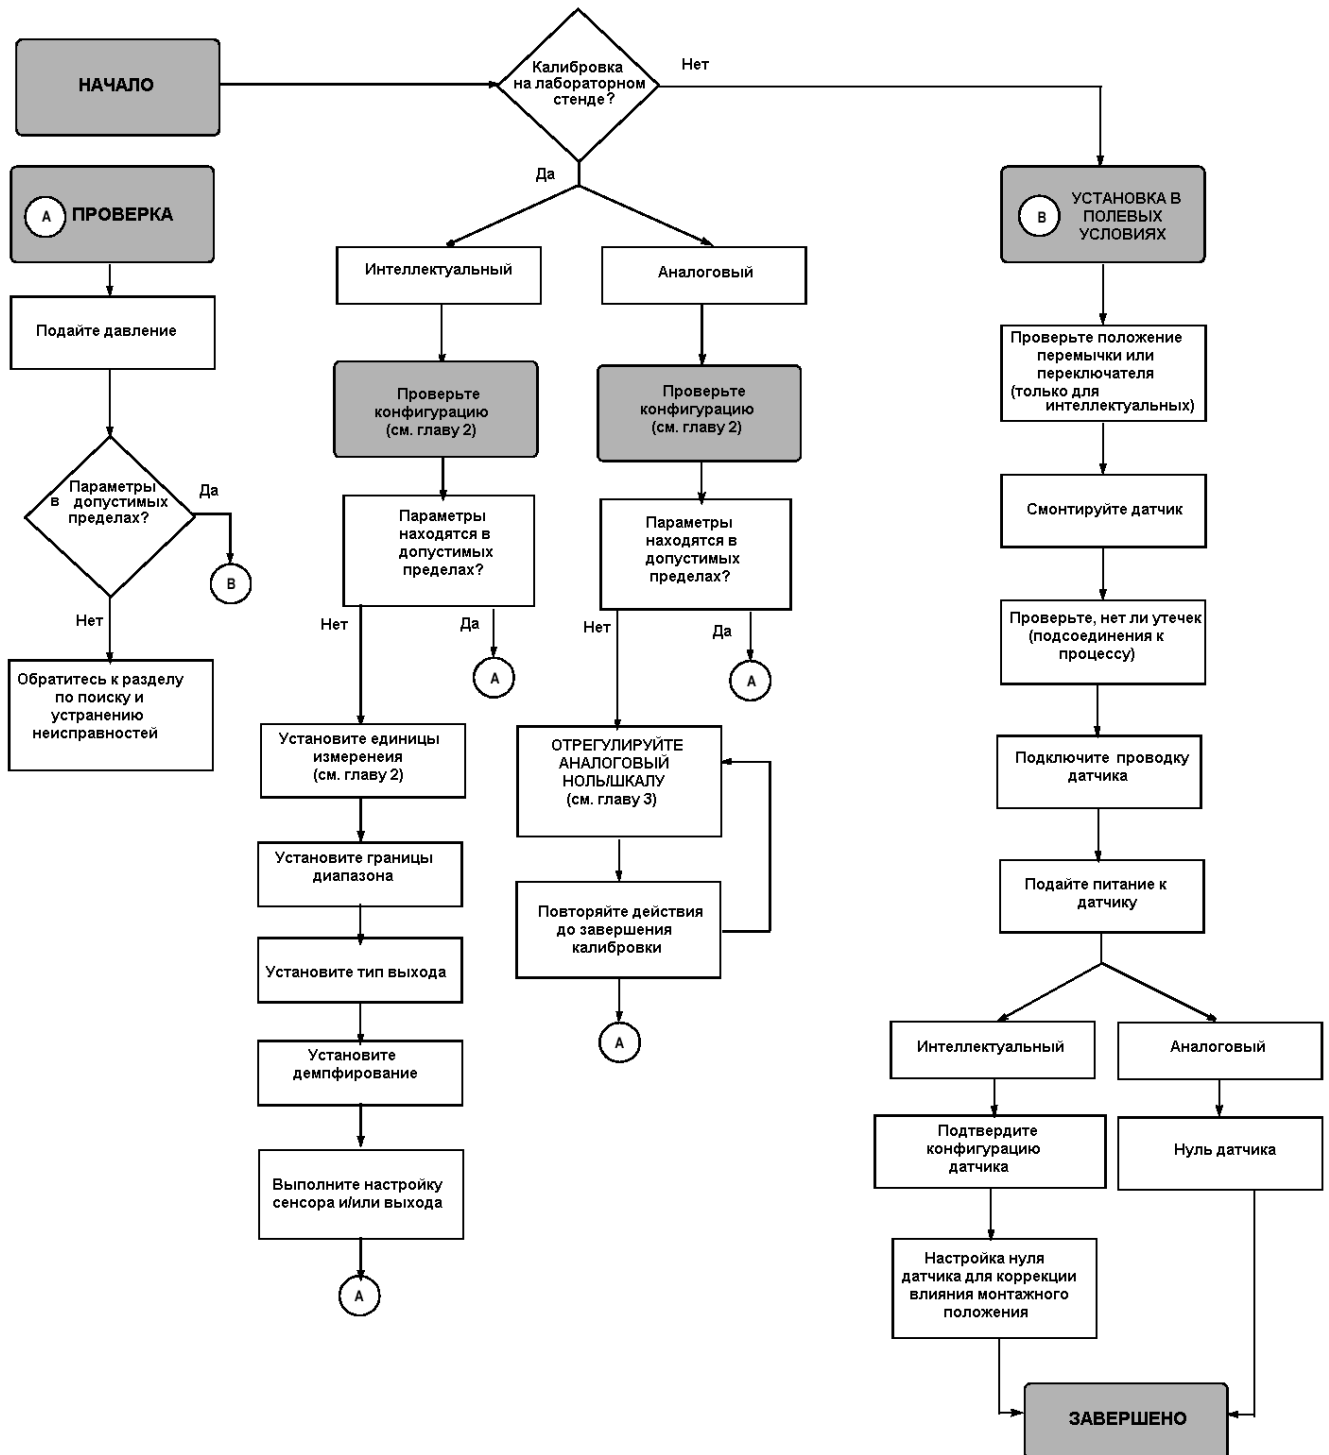 НАЧАЛО
Калибровка
на лабораторном
стенде?
Нет
Да
A
ПРОВЕРКА
Подайте давление
Параметры
в допустимых
пределах?
Да
B
Нет
Обратитесь к разделу
по поиску и
устранению
неисправностей
Интеллектуальный
Проверьте
конфигурацию
(см. главу 2)
Параметры
находятся в
допустимых
пределах?
Нет
Да
A
Установите единицы
измеренеия
(см. главу 2)
Установите границы
диапазона
Установите тип выхода
Установите
демпфирование
Выполните настройку
сенсора и/или выхода
A
Аналоговый
Проверьте
конфигурацию
(см. главу 2)
Параметры
находятся в
допустимых
пределах?
Нет
Да
A
ОТРЕГУЛИРУЙТЕ
АНАЛОГОВЫЙ
НОЛЬ/ШКАЛУ
(см. главу 3)
Повторяйте действия
до завершения
калибровки
A
B
УСТАНОВКА В
ПОЛЕВЫХ
УСЛОВИЯХ
Проверьте положение
перемычки или
переключателя
(только для
интеллектуальных)
Смонтируйте датчик
Проверьте, нет ли утечек
(подсоединения к
процессу)
Подключите проводку
датчика
Подайте питание к
датчику
Интеллектуальный
Подтвердите
конфигурацию
датчика
Настройка нуля
датчика для коррекции
влияния монтажного
положения
Аналоговый
Нуль датчика
ЗАВЕРШЕНО